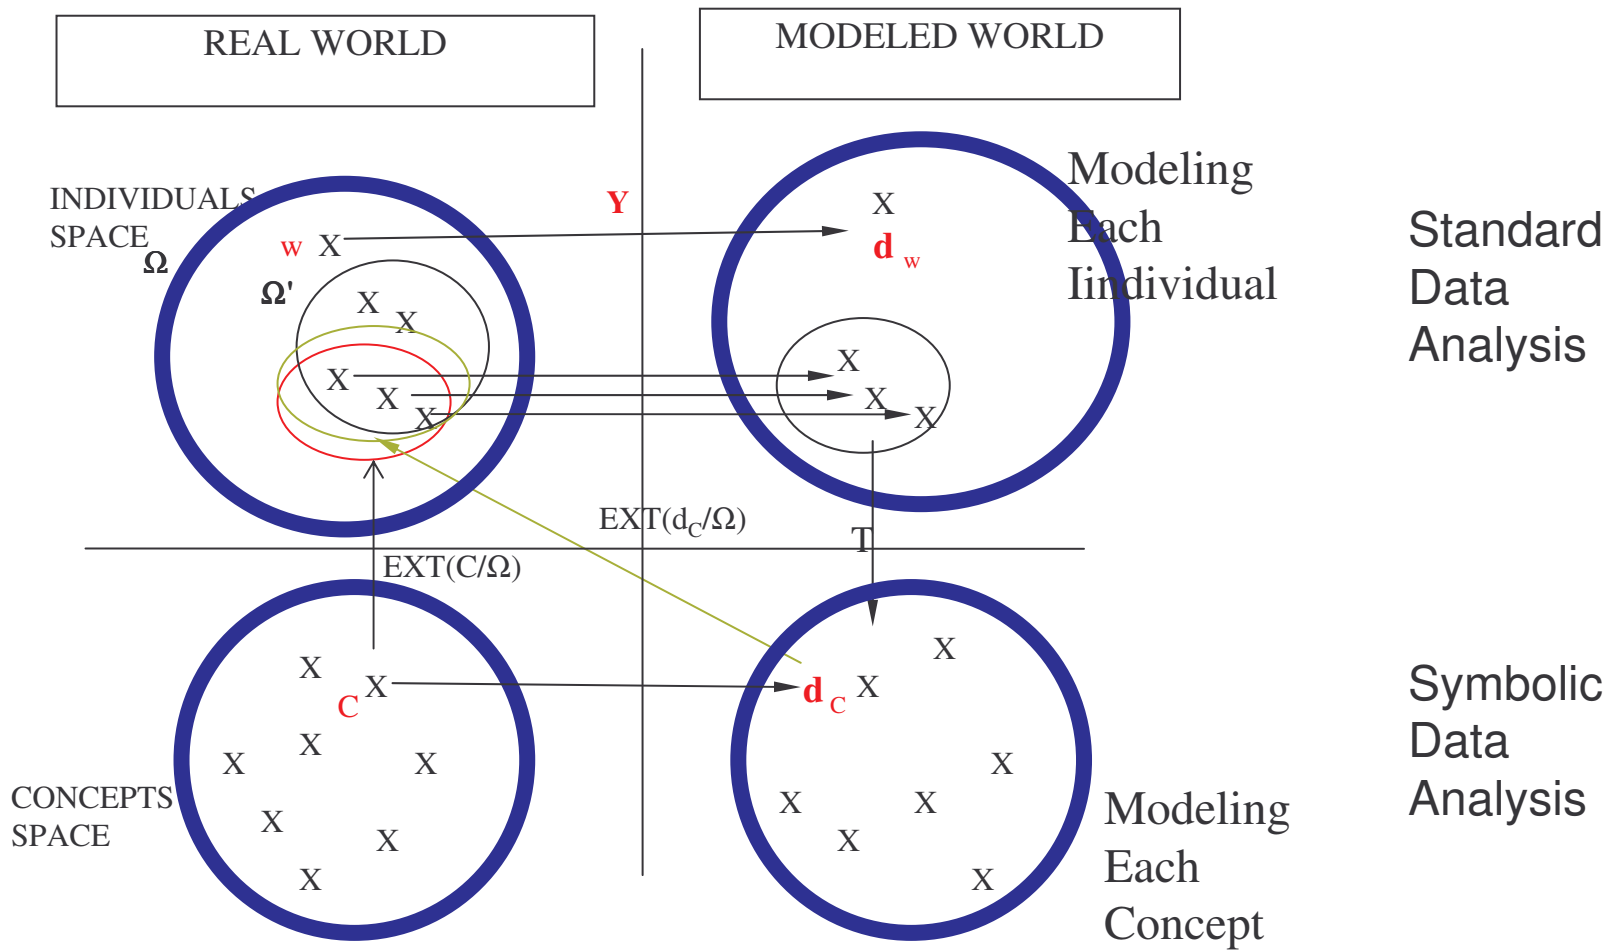 REAL WORLD
MODELED WORLD
INDIVIDUALS
SPACE
Ω
Y
w X
Ω'
X
X
X
X
X
X
d w
Modeling
Each
Iindividual
X
X
X
Standard
Data
Analysis
EXT(dC/Ω)
T
EXT(C/Ω)
X
X
C
X
X
X
X
X
X
CONCEPTS
SPACE
X
d C X
X
X
X
X
X
Modeling
Each
Concept
Symbolic
Data
Analysis